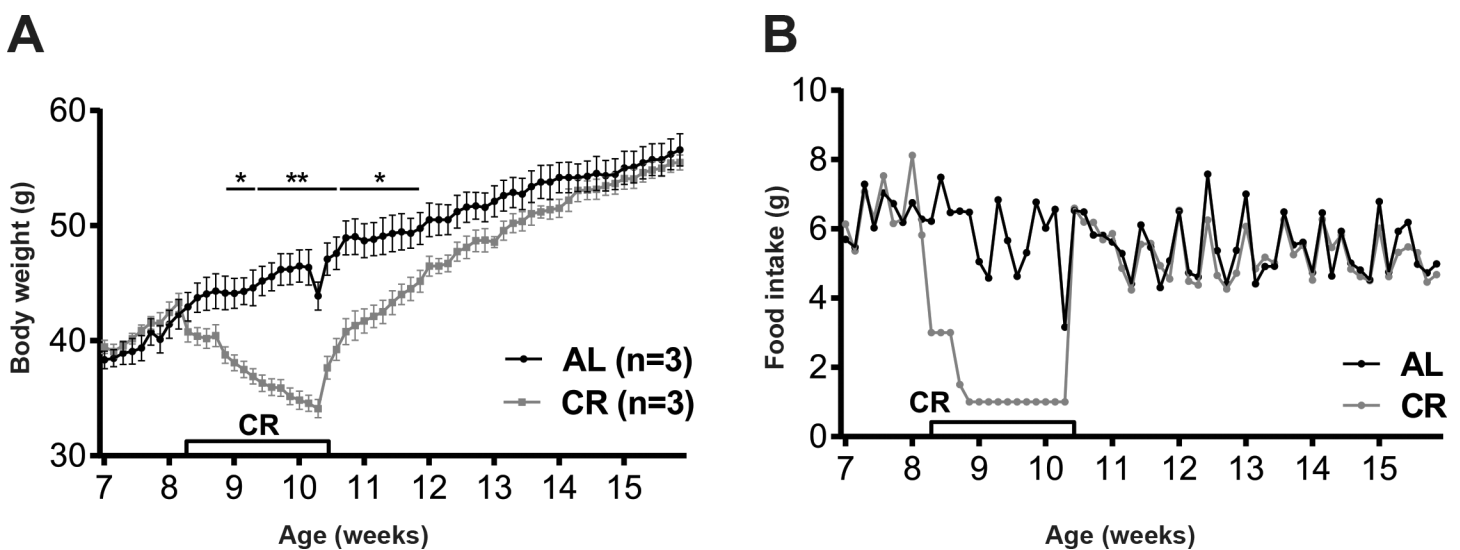 A
60
50
40
30
Body weight (g)
* ** *
AL (n=3)
CR (n=3)
CR
7 8 9 10 11 12 13 14 15
Age (weeks)
B
10
8
6
4
2
0
Food intake (g)
AL
CR
CR
7 8 9 10 11 12 13 14 15
Age (weeks)